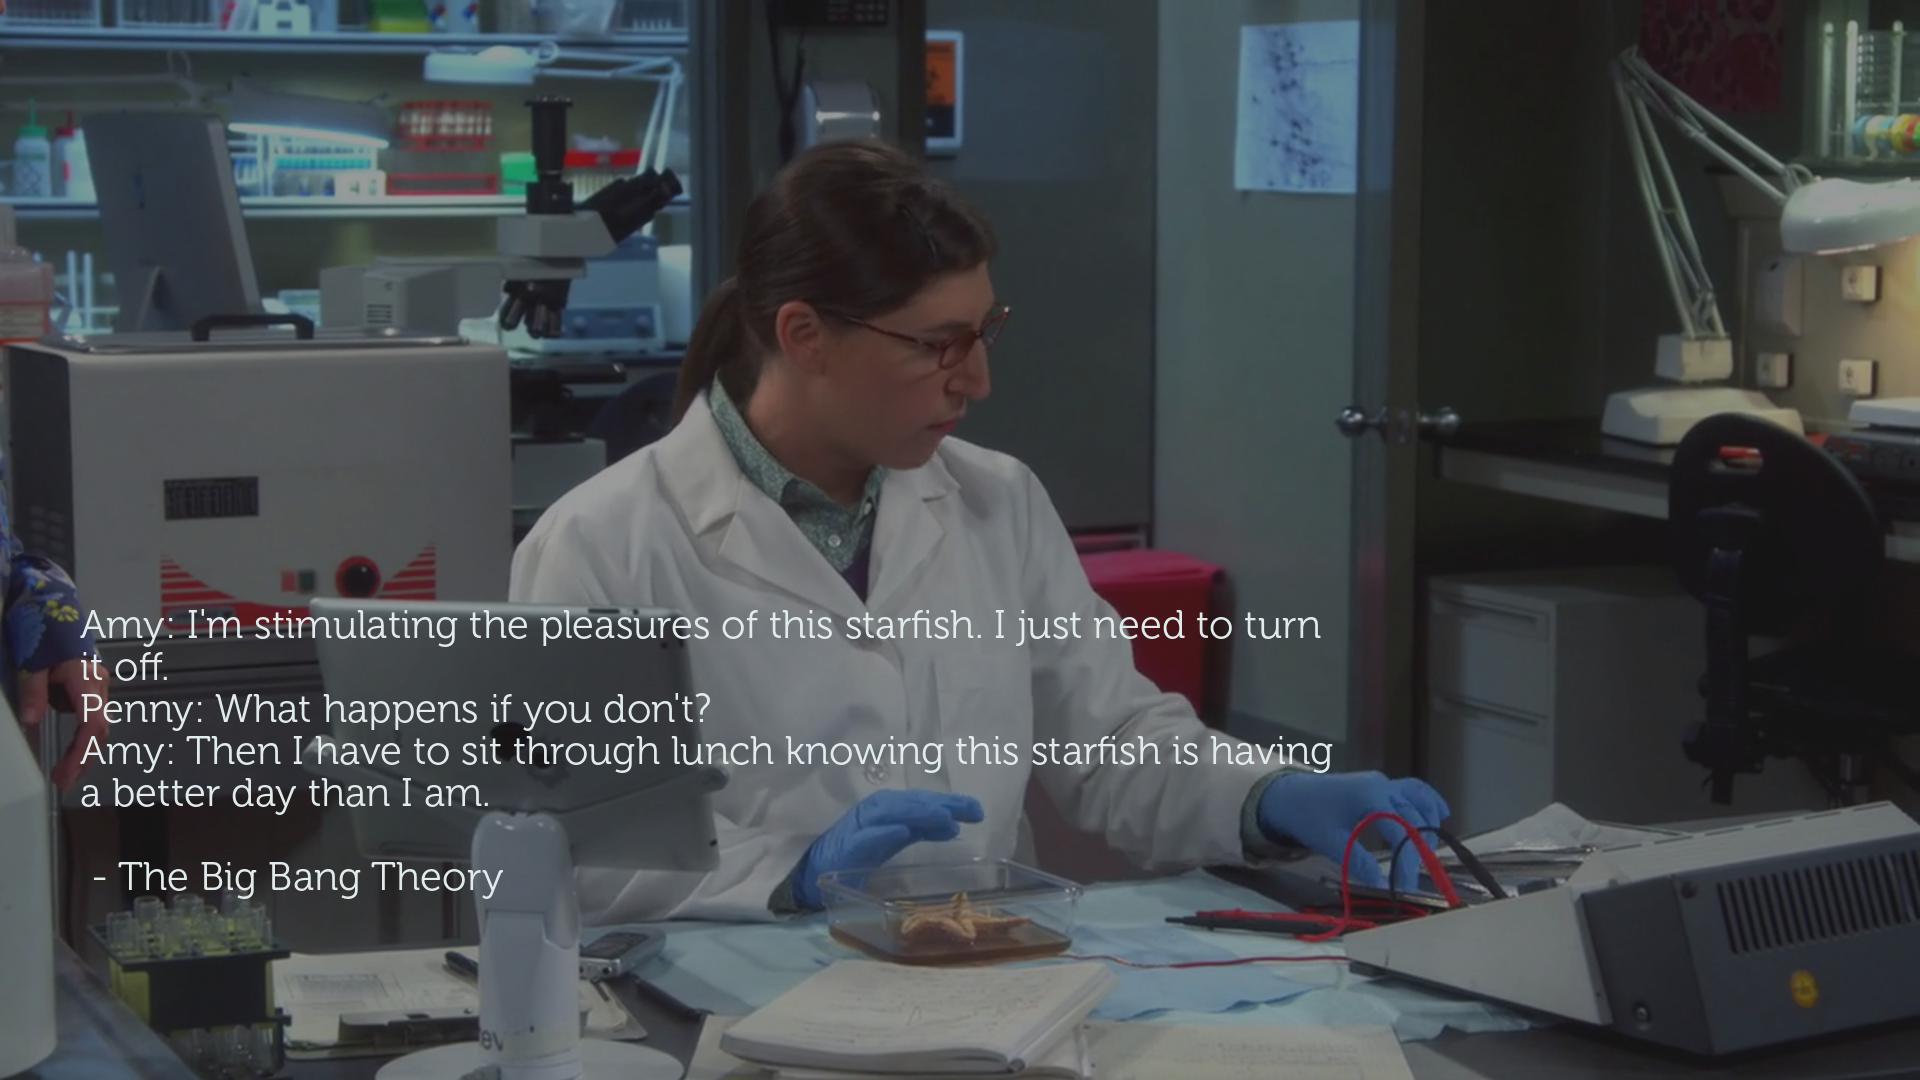 Amy: I'm stimulating the pleasures of this starfish. I just need to turn
it off.
Penny: What happens if you don't?
Amy: Then I have to sit through lunch knowing this starfish is having
a better day than I am.
- The Big Bang Theory